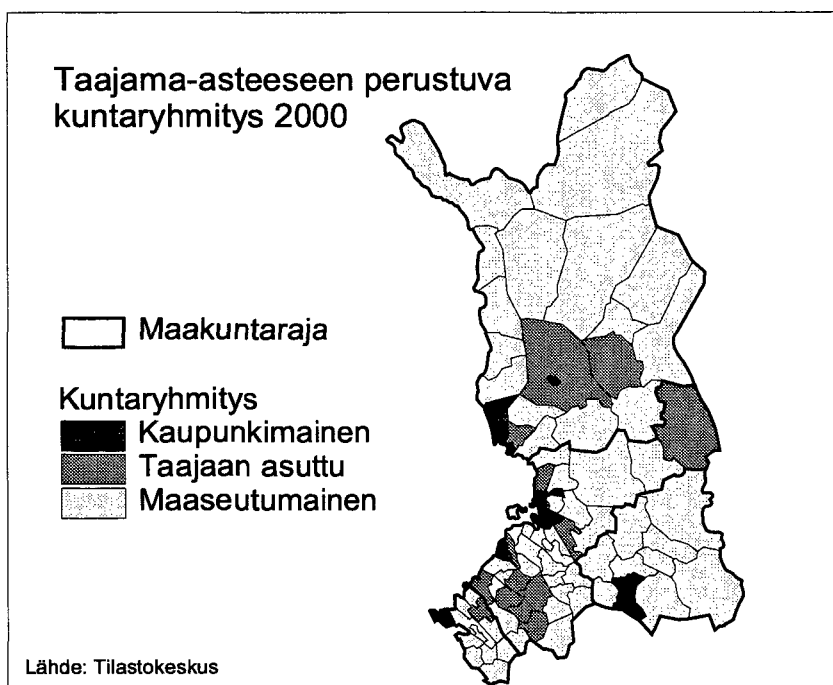 Taajama-asteeseen perustuva
kuntaryhmitys 2000
Maakuntaraja
Kuntaryhmitys
Kaupunkimainen
Taajaan asuttu
Maaseutumainen
Lähde: Tilastokeskus